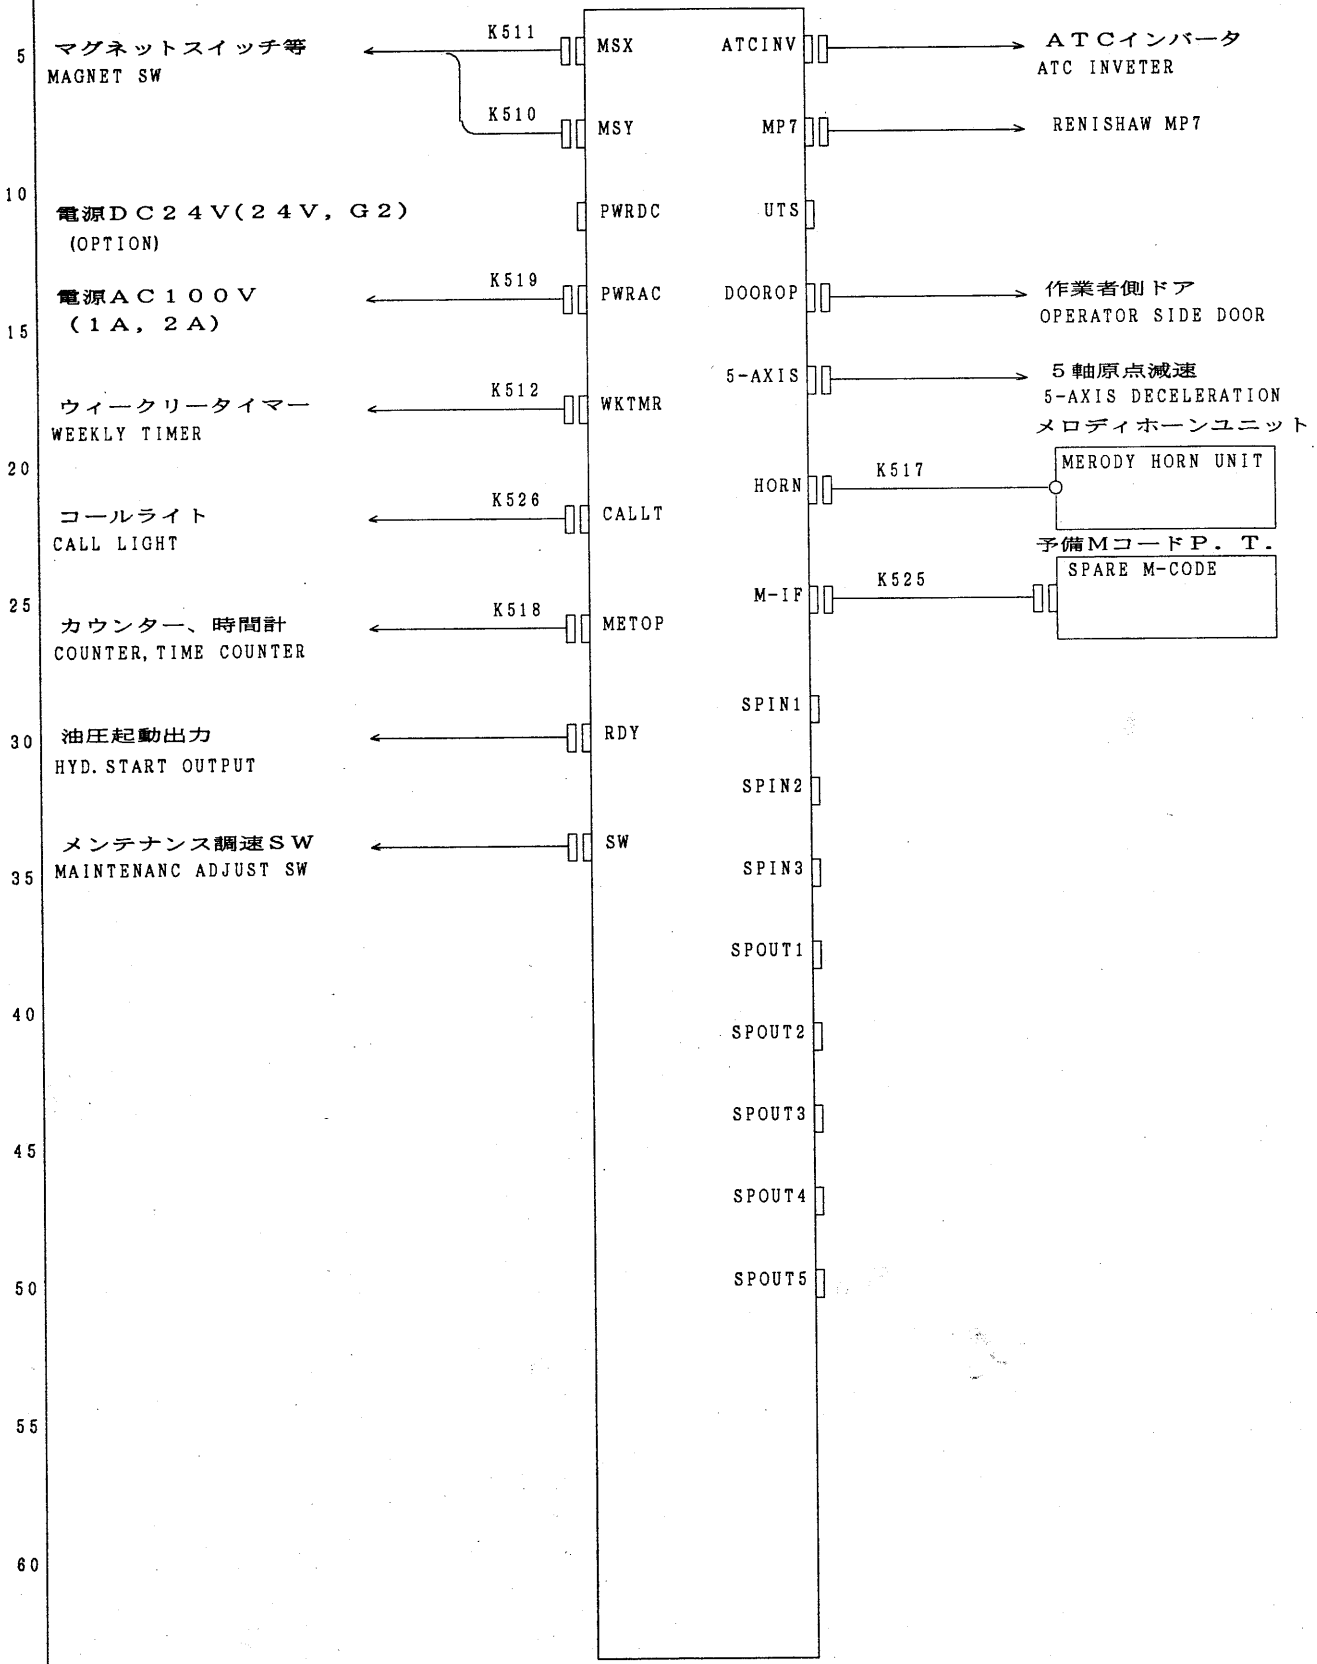 5
マグネットスイッチ等
MAGNET SW
K511
MSX
ATCINV
ATCインバータ
ATC INVETER
K510
MSY
MP7
RENISHAW MP7
10
電源DC24V(24V, G2)
(OPTION)
PWRDC
UTS
電源AC100V
(1A, 2A)
K519
PWRAC
DOOROP
作業者側ドア
OPERATOR SIDE DOOR
15
5-AXIS
5軸原点減速
5-AXIS DECELERATION
ウィークリータイマー
WEEKLY TIMER
K512
WKTMR
メロディホーンユニット
MERODY HORN UNIT
20
HORN
K517
コールライト
CALL LIGHT
K526
CALLT
予備MコードP. T.
SPARE M-CODE
25
M-IF
K525
カウンター、時間計
COUNTER,TIME COUNTER
K518
METOP
SPIN1
30
油圧起動出力
HYD.START OUTPUT
RDY
SPIN2
メンテナンス調速SW
MAINTENANC ADJUST SW
SW
35
SPIN3
SPOUT1
40
SPOUT2
SPOUT3
45
SPOUT4
50
SPOUT5
55
60